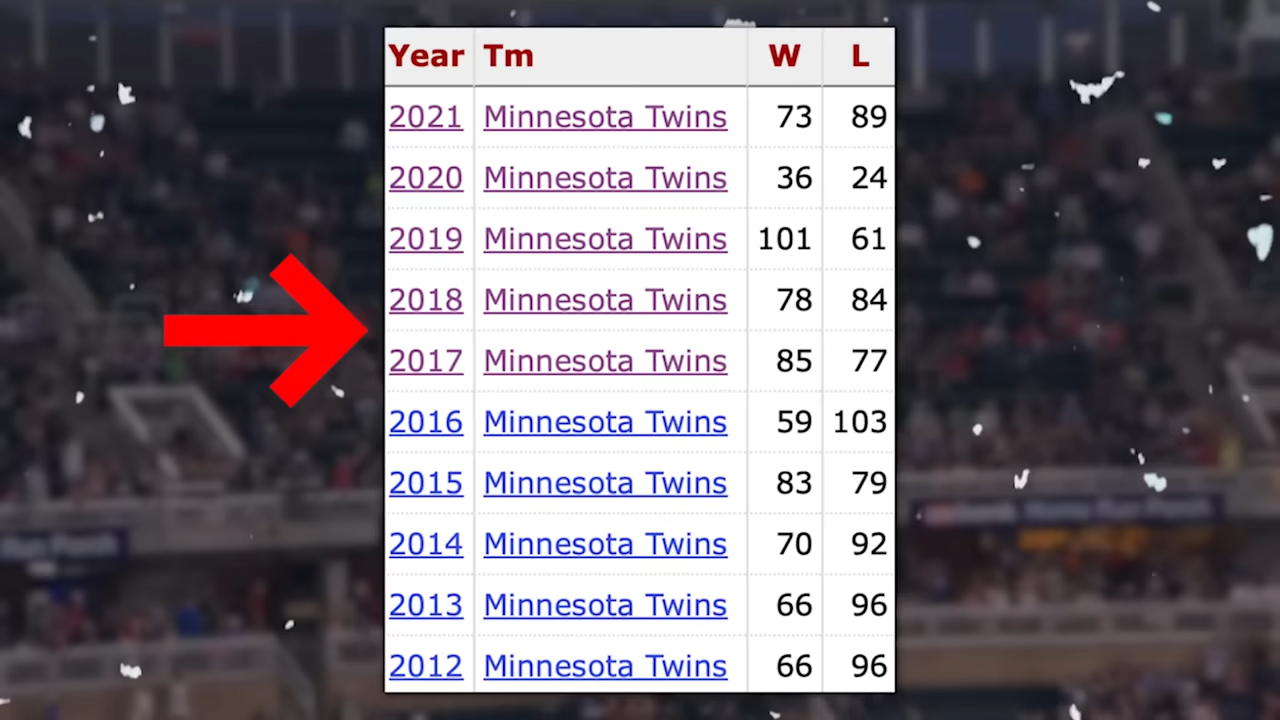 Year Tm W L
2021 Minnesota Twins 73 89
2020 Minnesota Twins 36 24
2019 Minnesota Twins 101 61
2018 Minnesota Twins 78 84
2017 Minnesota Twins 85 77
2016 Minnesota Twins 59 103
2015 Minnesota Twins 83 79
2014 Minnesota Twins 70 92
2013 Minnesota Twins 66 96
2012 Minnesota Twins 66 96